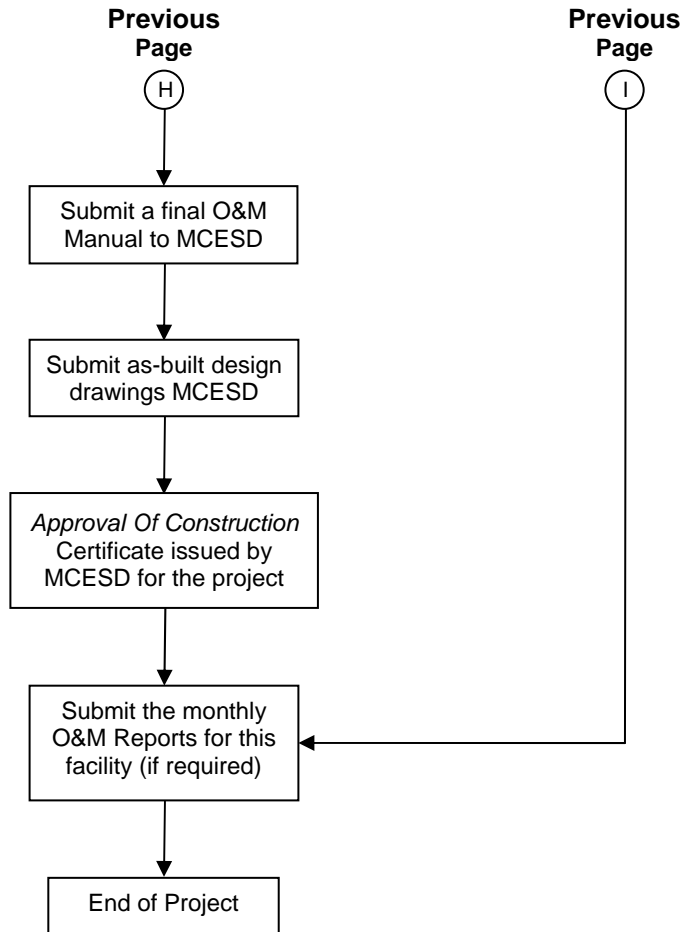 Previous
Page
H
Previous
Page
I
Submit a final O&M
Manual to MCESD
Submit as-built design
drawings MCESD
Approval Of Construction
Certificate issued by
MCESD for the project
Submit the monthly
O&M Reports for this
facility (if required)
End of Project